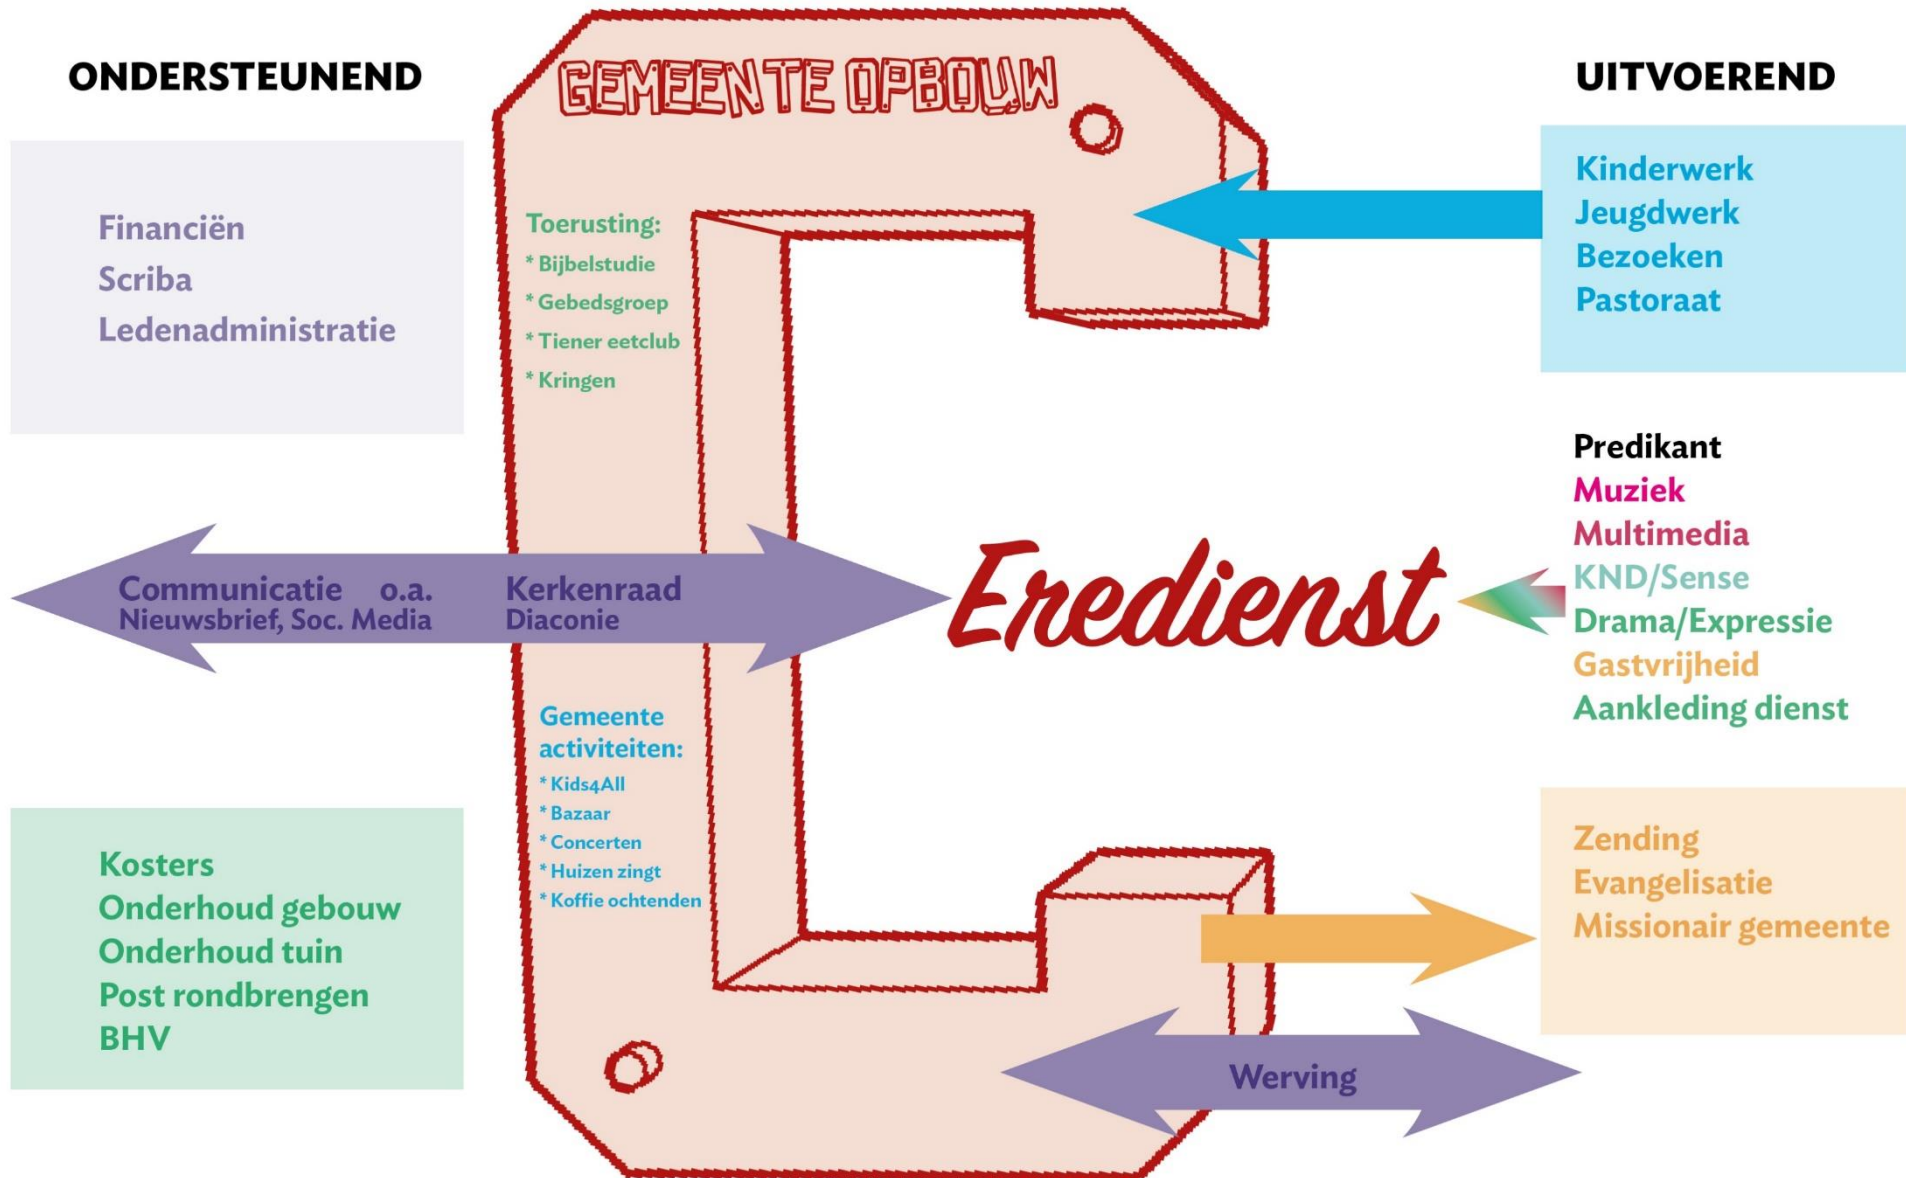 ONDERSTEUNEND
Financiën
Scriba
Ledenadministratie
Communicatie o.a.
Nieuwsbrief, Soc. Media
Kerkenraad
Diaconie
Kosters
Onderhoud gebouw
Onderhoud tuin
Post rondbrengen
BHV
GEMEENTE OPBOUW
Toerusting:
* Bijbelstudie
* Gebedsgroep
* Tiener eetclub
* Kringen
Gemeente
activiteiten:
* Kids4All
* Bazaar
* Concerten
* Huizen zingt
* Koffie ochtenden
Eredienst
Werving
UITVOEREND
Kinderwerk
Jeugdwerk
Bezoeken
Pastoraat
Predikant
Muziek
Multimedia
KND/Sense
Drama/Expressie
Gastvrijheid
Aankleding dienst
Zending
Evangelisatie
Missionair gemeente